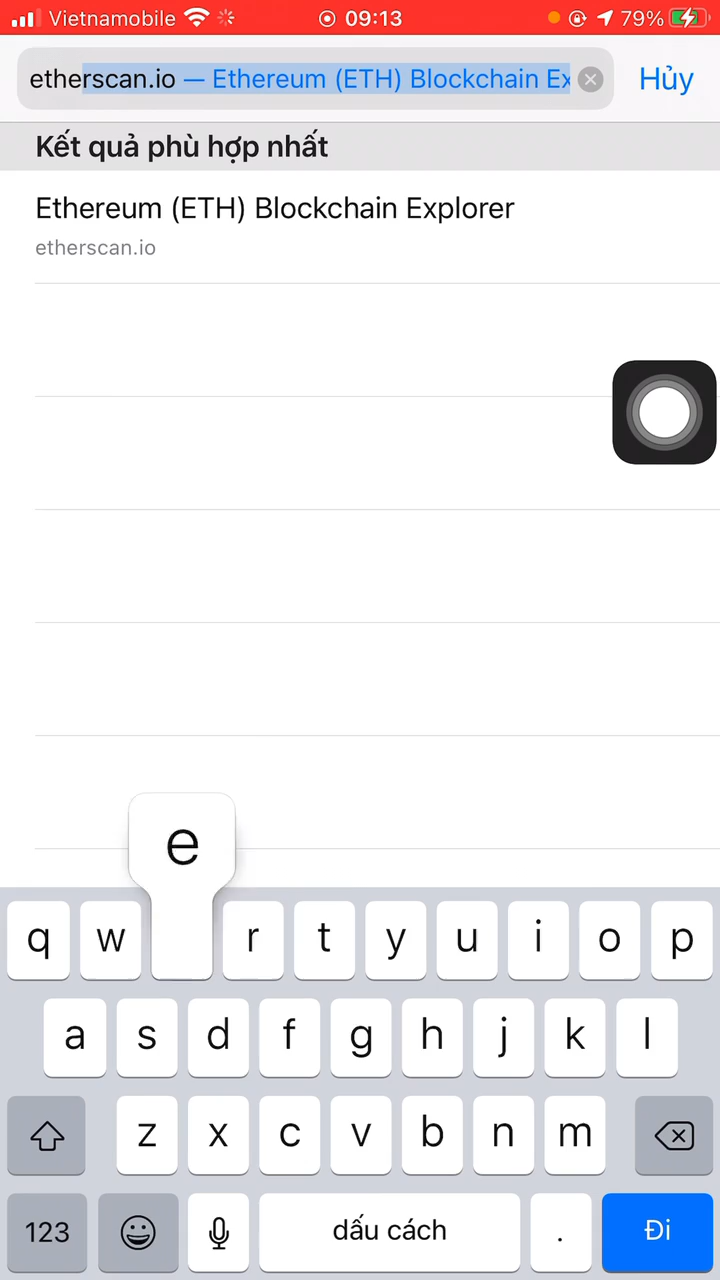 Vietnamobile 09:13 79%
etherscan.io — Ethereum (ETH) Blockchain Ex Hủy
Kết quả phù hợp nhất
Ethereum (ETH) Blockchain Explorer
etherscan.io
e
q w r t y u i o p
a s d f g h j k l
z x c v b n m
123 dấu cách . Đi